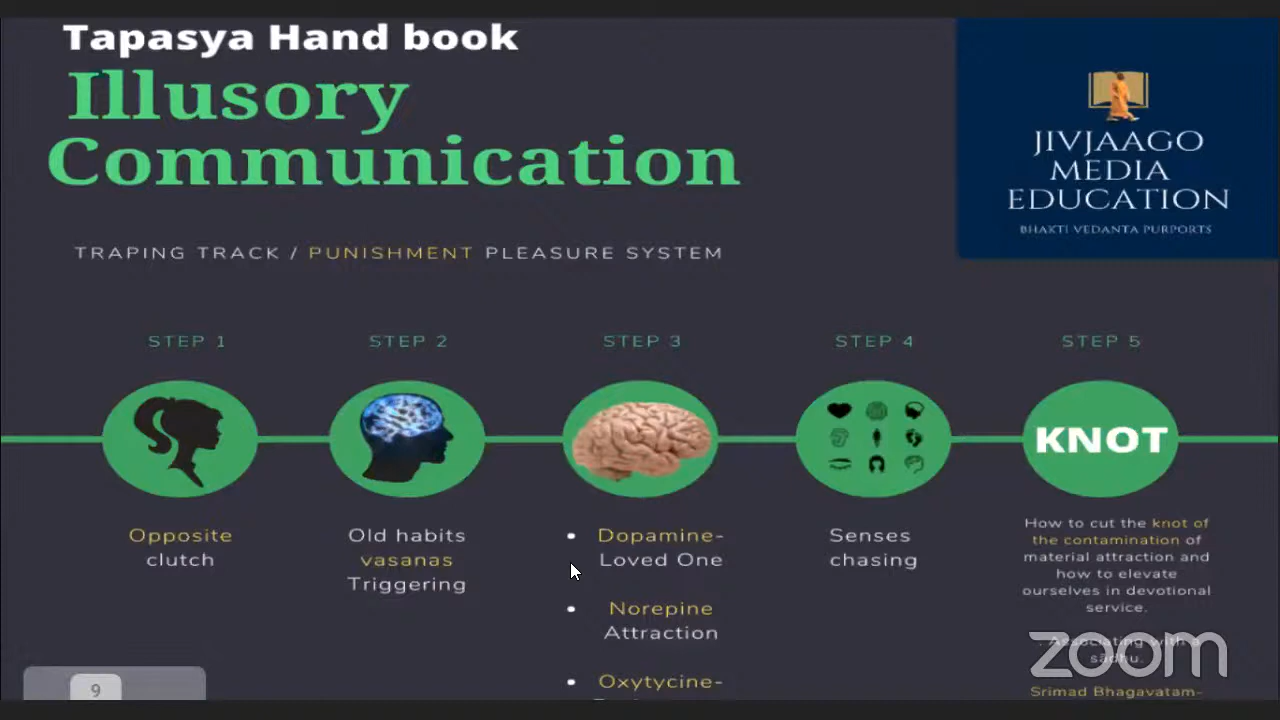 Tapasya Hand book
Illusory
Communication
JIVJAAGO
MEDIA
EDUCATION
BHAKTI VEDANTA PURPORTS
TRAPING TRACK / PUNISHMENT PLEASURE SYSTEM
STEP 1
STEP 2
STEP 3
STEP 4
STEP 5
KNOT
Opposite
clutch
Old habits
vasanas
Triggering
• Dopamine-
Loved One
• Norepine
Attraction
• Oxytycine-
Senses
chasing
How to cut the knot of
the contamination of
material attraction and
how to elevate
ourselves in devotional
service.
. Associating with a
sādhu.
Srimad Bhagavatam-
zoom
9